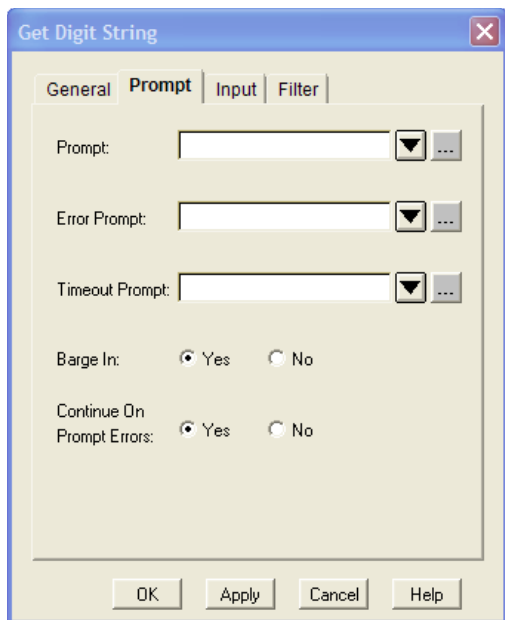 Get Digit String
General Prompt Input Filter
Prompt: ...
Error Prompt: ...
Timeout Prompt: ...
Barge In: Yes No
Continue On
Prompt Errors: Yes No
OK Apply Cancel Help